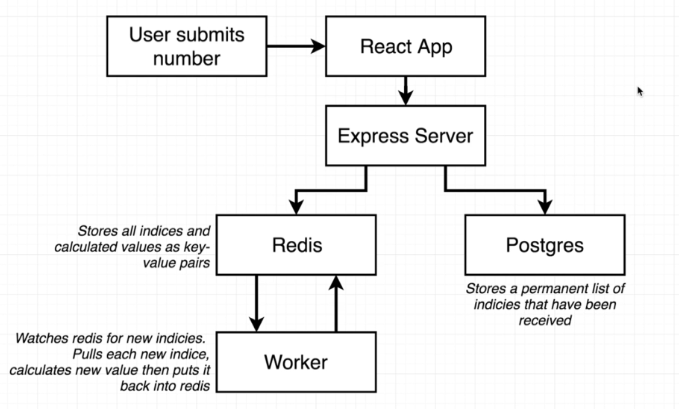 User submits
number
React App
Express Server
Stores all indices and
calculated values as key-
value pairs
Redis
Postgres
Stores a permanent list of
indicies that have been
received
Watches redis for new indicies.
Pulls each new indice,
calculates new value then puts it
back into redis
Worker